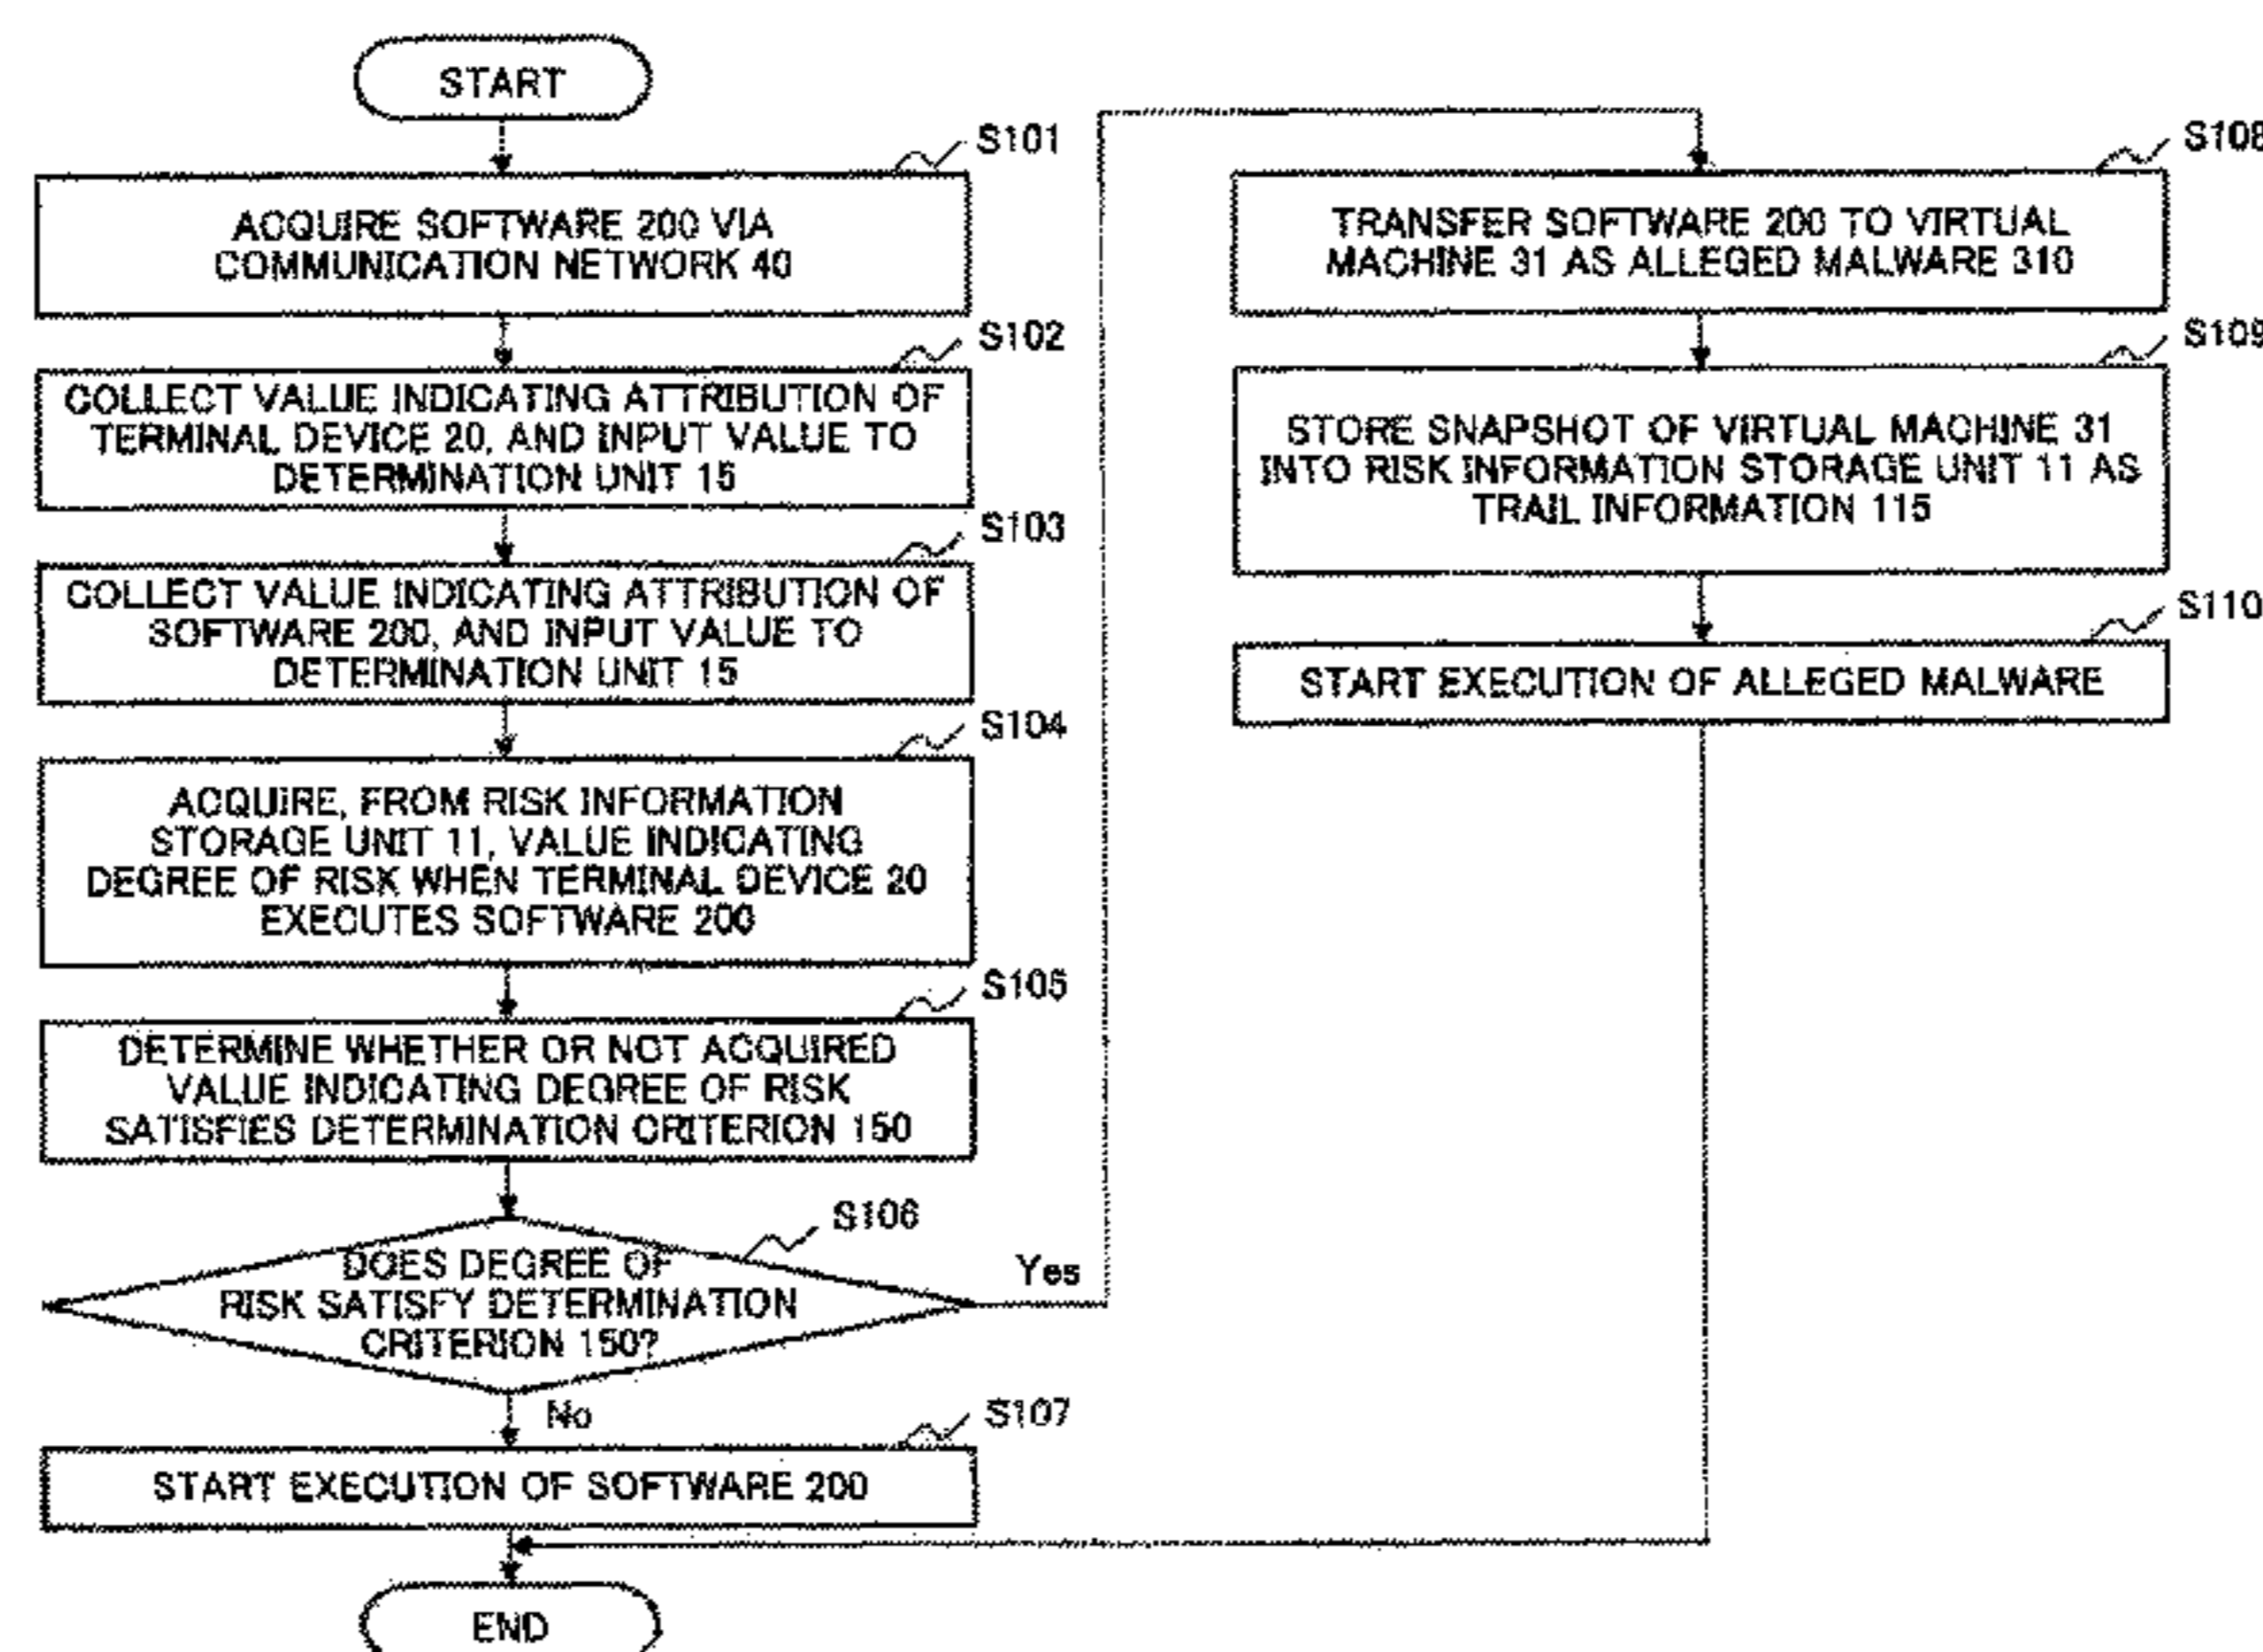 START
S101
ACQUIRE SOFTWARE 200 VIA
COMMUNICATION NETWORK 40
S102
COLLECT VALUE INDICATING ATTRIBUTION OF
TERMINAL DEVICE 20, AND INPUT VALUE TO
DETERMINATION UNIT 15
S103
COLLECT VALUE INDICATING ATTRIBUTION OF
SOFTWARE 200, AND INPUT VALUE TO
DETERMINATION UNIT 15
S104
ACQUIRE, FROM RISK INFORMATION
STORAGE UNIT 11, VALUE INDICATING
DEGREE OF RISK WHEN TERMINAL DEVICE 20
EXECUTES SOFTWARE 200
S105
DETERMINE WHETHER OR NOT ACQUIRED
VALUE INDICATING DEGREE OF RISK
SATISFIES DETERMINATION CRITERION 150
S106
DOES DEGREE OF
RISK SATISFY DETERMINATION
CRITERION 150?
Yes
No
S107
START EXECUTION OF SOFTWARE 200
END
S108
TRANSFER SOFTWARE 200 TO VIRTUAL
MACHINE 31 AS ALLEGED MALWARE 310
S109
STORE SNAPSHOT OF VIRTUAL MACHINE 31
INTO RISK INFORMATION STORAGE UNIT 11 AS
TRAIL INFORMATION 115
S110
START EXECUTION OF ALLEGED MALWARE